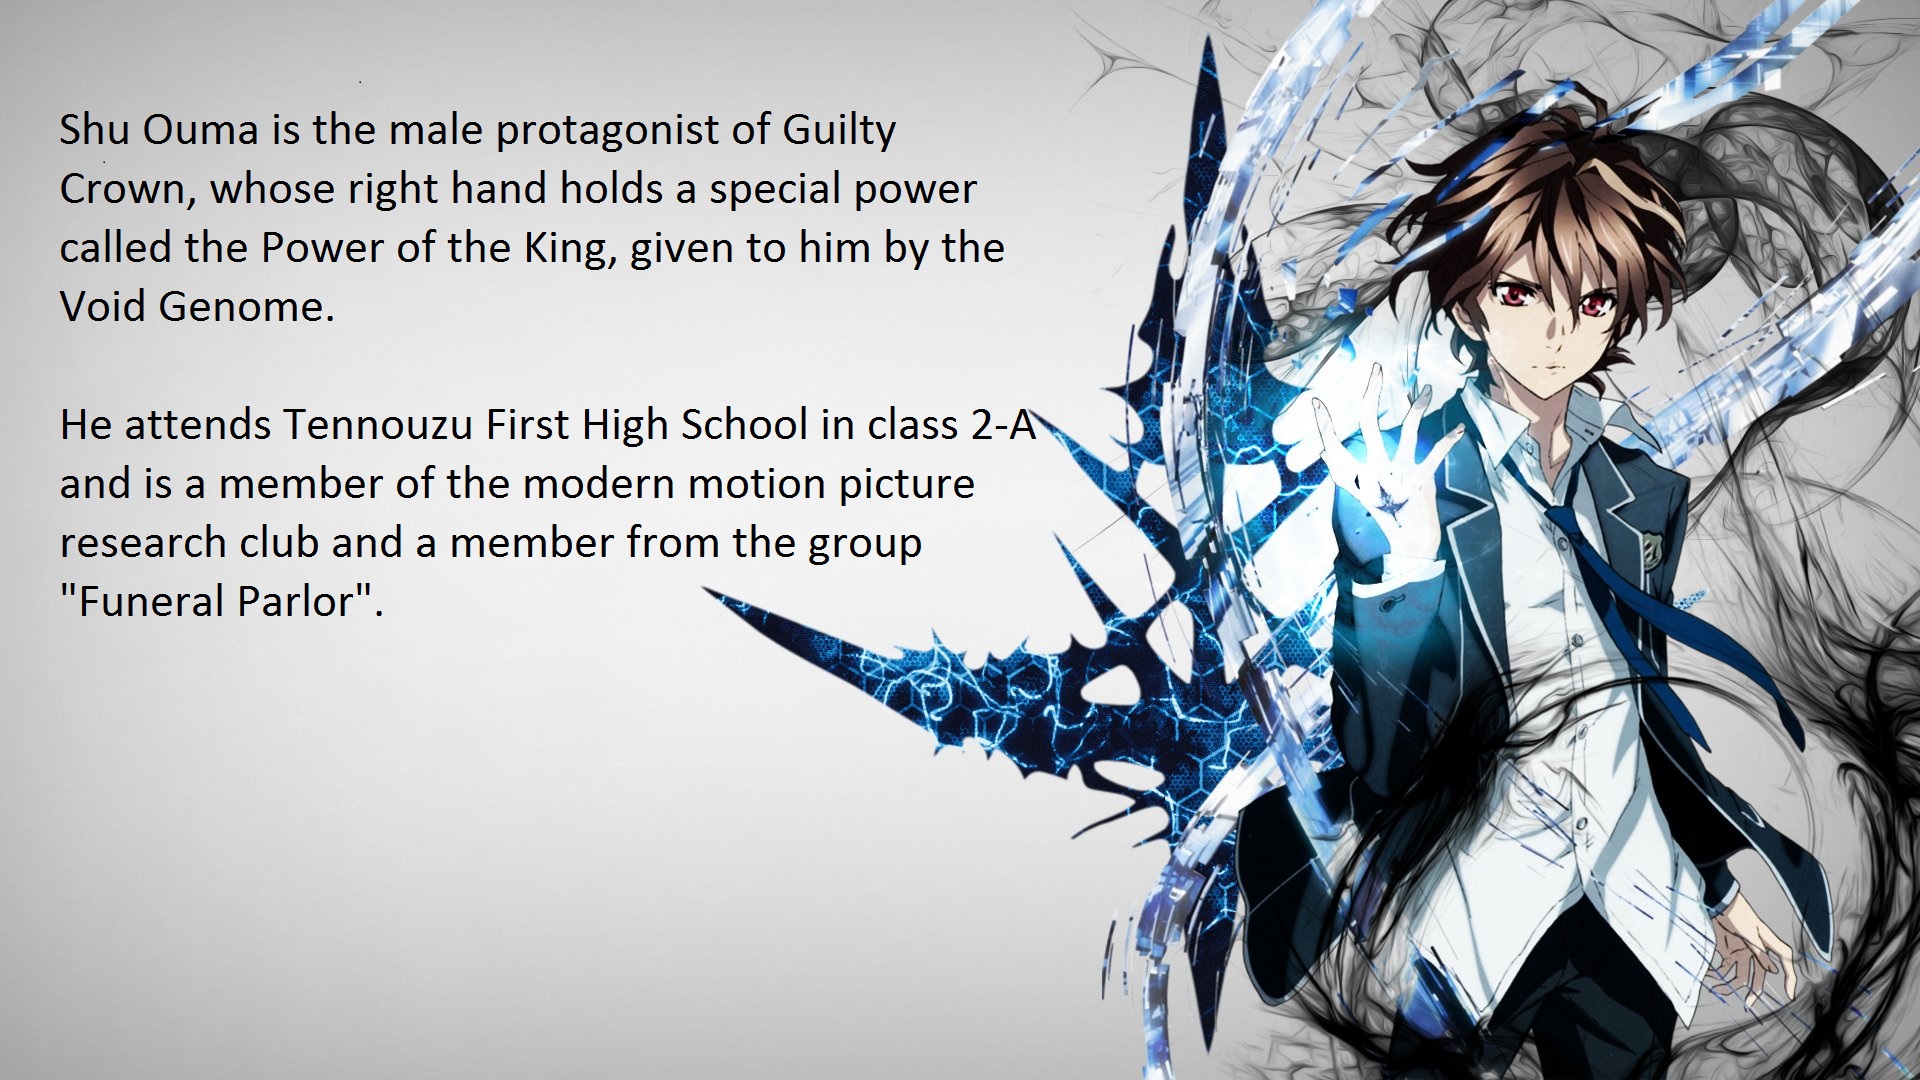 Shu Ouma is the male protagonist of Guilty
Crown, whose right hand holds a special power
called the Power of the King, given to him by the
Void Genome.
He attends Tennouzu First High School in class 2-A
and is a member of the modern motion picture
research club and a member from the group
"Funeral Parlor".